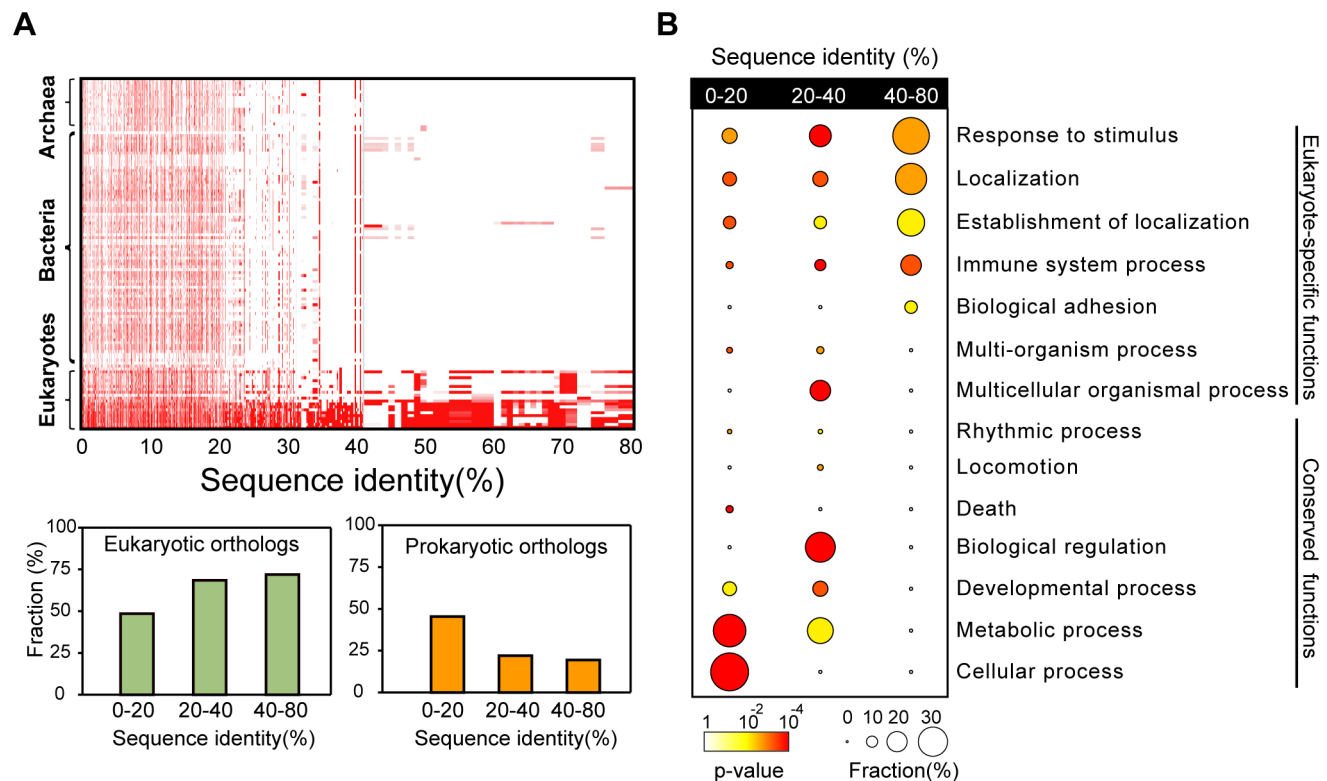 A
Archaea
Bacteria
Eukaryotes
0 10 20 30 40 50 60 70 80
Sequence identity(%)
Eukaryotic orthologs
Fraction (%)
100
75
50
25
0
0-20 20-40 40-80
Sequence identity(%)
Prokaryotic orthologs
100
75
50
25
0
0-20 20-40 40-80
Sequence identity(%)
B
Sequence identity (%)
0-20 20-40 40-80
Response to stimulus
Localization
Establishment of localization
Immune system process
Biological adhesion
Multi-organism process
Multicellular organismal process
Eukaryote-specific functions
Rhythmic process
Locomotion
Death
Biological regulation
Developmental process
Metabolic process
Cellular process
Conserved functions
1 10-2 10-4
p-value
0 10 20 30
Fraction(%)